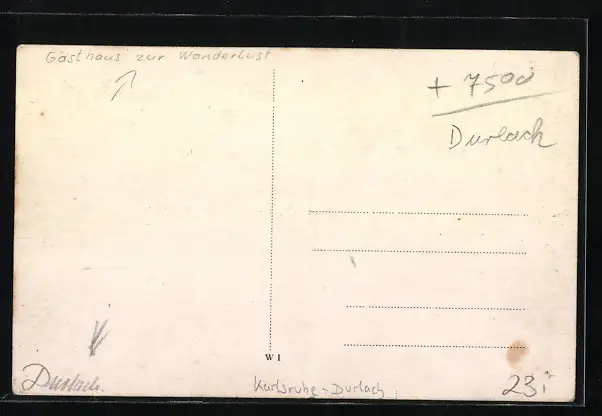 Gasthaus zur Wanderlust
+ 7500
Durlach
W 1
Durlach
Karlsruhe - Durlach
23.